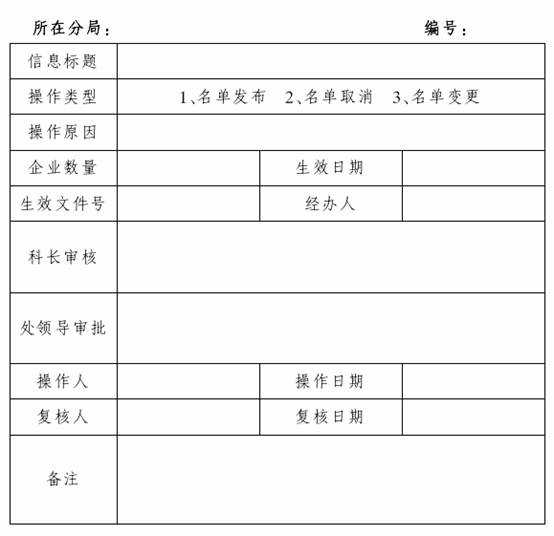 所在分局： 编号：
信息标题
操作类型 1、名单发布 2、名单取消 3、名单变更
操作原因
企业数量 生效日期
生效文件号 经办人
科长审核
处领导审批
操作人 操作日期
复核人 复核日期
备注